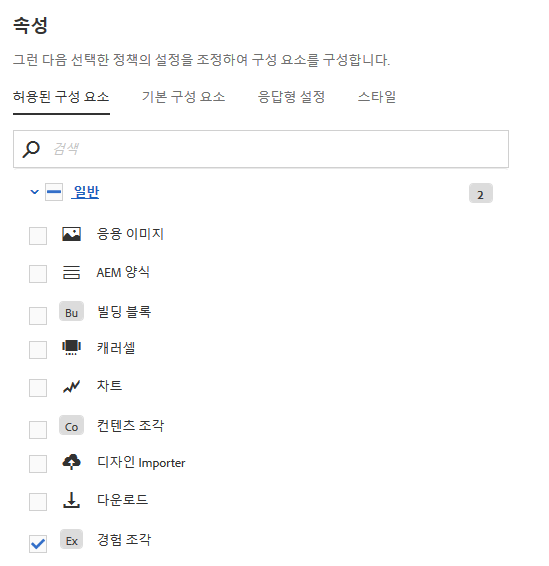 속성
그런 다음 선택한 정책의 설정을 조정하여 구성 요소를 구성합니다.
허용된 구성 요소 기본 구성 요소 응답형 설정 스타일
검색
일반 2
응용 이미지
AEM 양식
Bu 빌딩 블록
캐러셀
차트
Co 컨텐츠 조각
디자인 Importer
다운로드
Ex 경험 조각